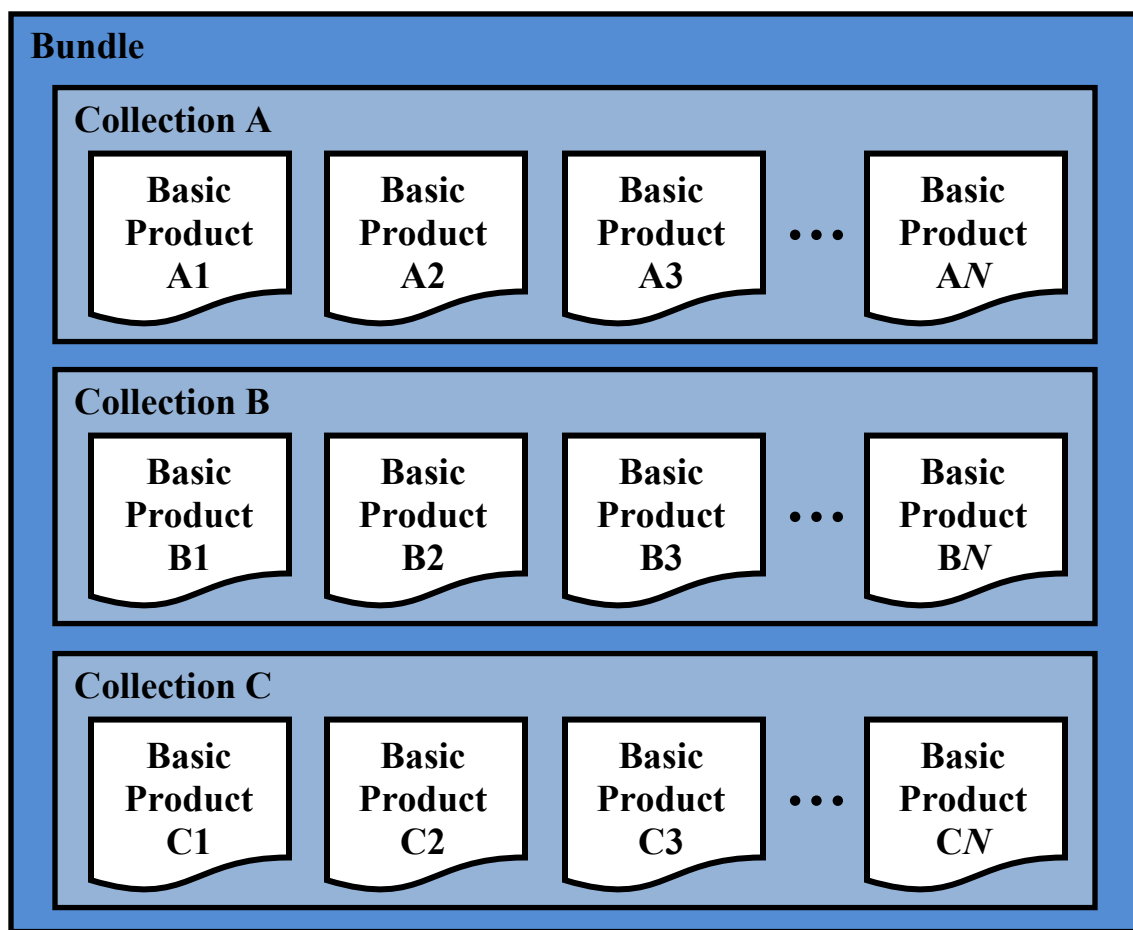 Bundle
Collection A
Basic
Product
A1
Basic
Product
A2
Basic
Product
A3
...
Basic
Product
AN
Collection B
Basic
Product
B1
Basic
Product
B2
Basic
Product
B3
...
Basic
Product
BN
Collection C
Basic
Product
C1
Basic
Product
C2
Basic
Product
C3
...
Basic
Product
CN